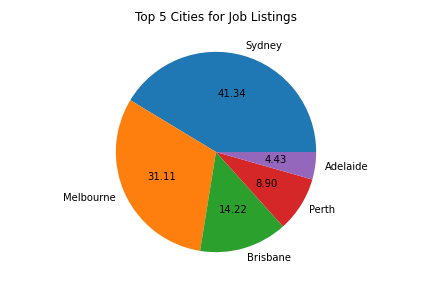 Top 5 Cities for Job Listings
Sydney
41.34
Melbourne
31.11
Brisbane
14.22
Perth
8.90
Adelaide
4.43